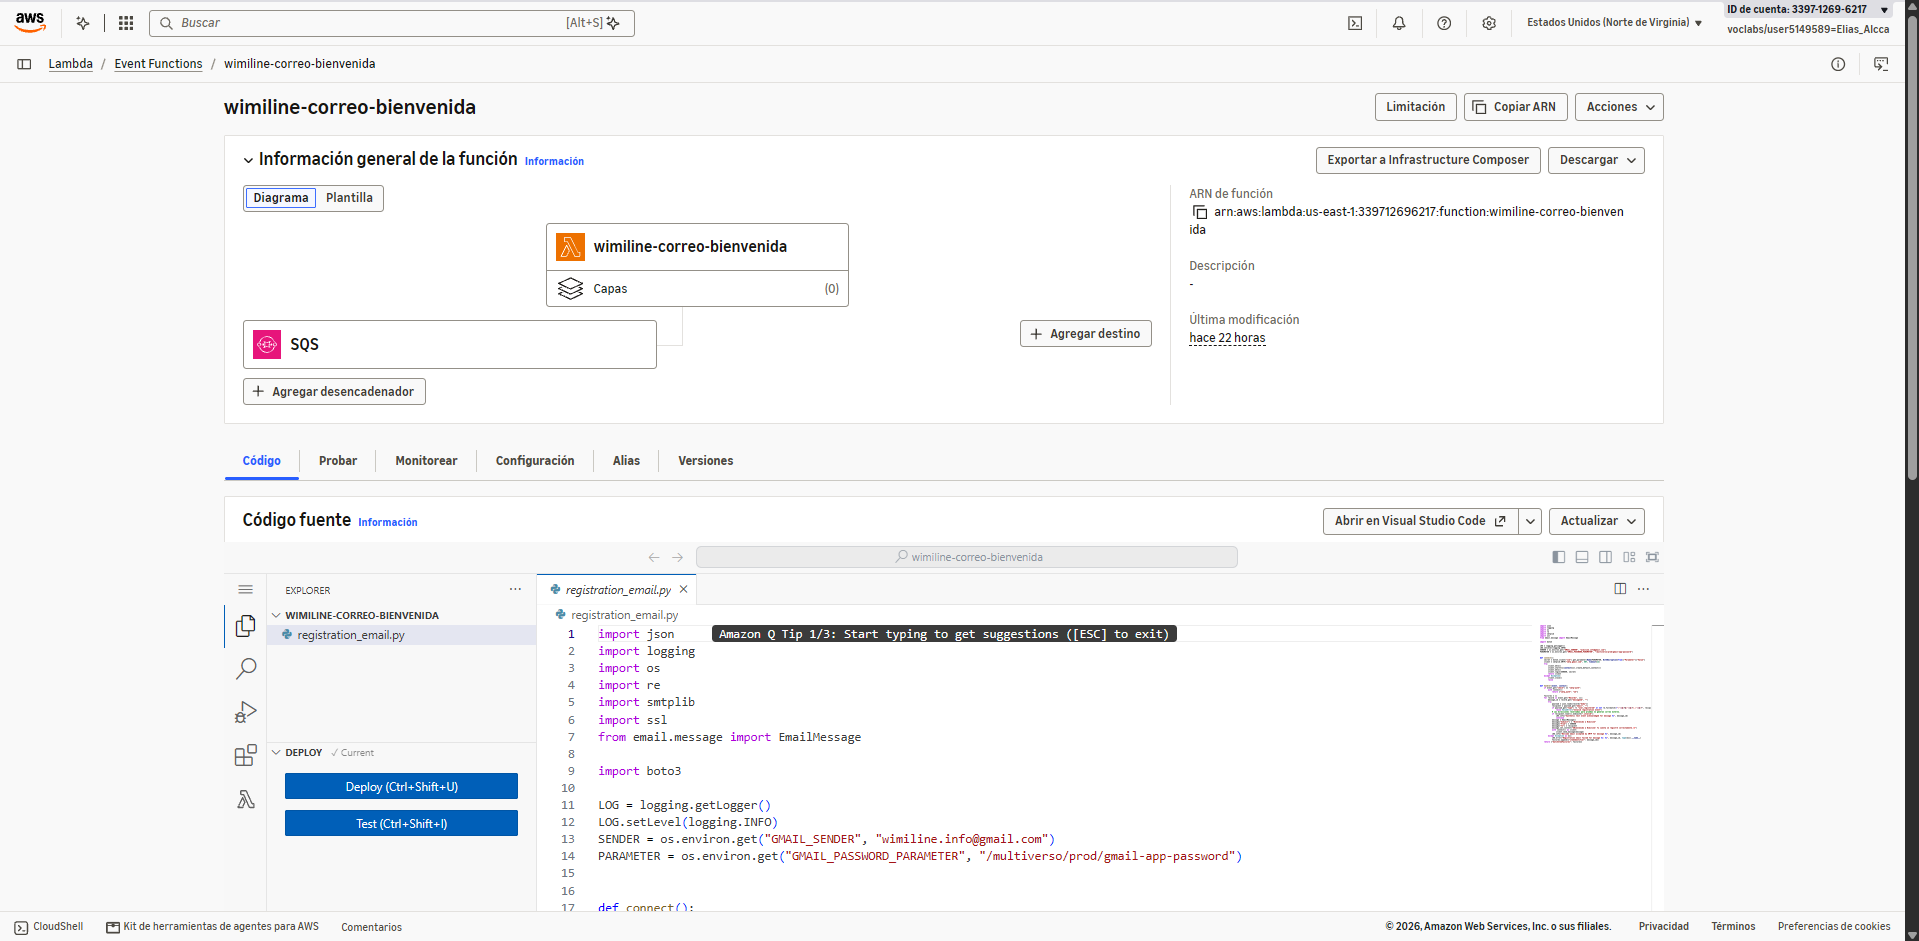 aws
Buscar
[Alt+S]
Estados Unidos (Norte de Virginia)
ID de cuenta: 3397-1269-6217
voclabs/user5149589=Elias_Alcca
Lambda / Event Functions / wimiline-correo-bienvenida
wimiline-correo-bienvenida
Limitación
Copiar ARN
Acciones
Información general de la función Información
Exportar a Infrastructure Composer
Descargar
Diagrama
Plantilla
wimiline-correo-bienvenida
Capas
(0)
SQS
Agregar desencadenador
Agregar destino
ARN de función
arn:aws:lambda:us-east-1:339712696217:function:wimiline-correo-bienven
ida
Descripción
-
Última modificación
hace 22 horas
Código
Probar
Monitorear
Configuración
Alias
Versiones
Código fuente Información
Abrir en Visual Studio Code
Actualizar
wimiline-correo-bienvenida
EXPLORER
WIMILINE-CORREO-BIENVENIDA
registration_email.py
DEPLOY Current
Deploy (Ctrl+Shift+U)
Test (Ctrl+Shift+I)
registration_email.py
registration_email.py
1 import json
Amazon Q Tip 1/3: Start typing to get suggestions ([ESC] to exit)
2 import logging
3 import os
4 import re
5 import smtplib
6 import ssl
7 from email.message import EmailMessage
8
9 import boto3
10
11 LOG = logging.getLogger()
12 LOG.setLevel(logging.INFO)
13 SENDER = os.environ.get("GMAIL_SENDER", "wimiline.info@gmail.com")
14 PARAMETER = os.environ.get("GMAIL_PASSWORD_PARAMETER", "/multiverso/prod/gmail-app-password")
15
16
17 def connect():
CloudShell
Kit de herramientas de agentes para AWS
Comentarios
© 2026, Amazon Web Services, Inc. o sus filiales.
Privacidad
Términos
Preferencias de cookies